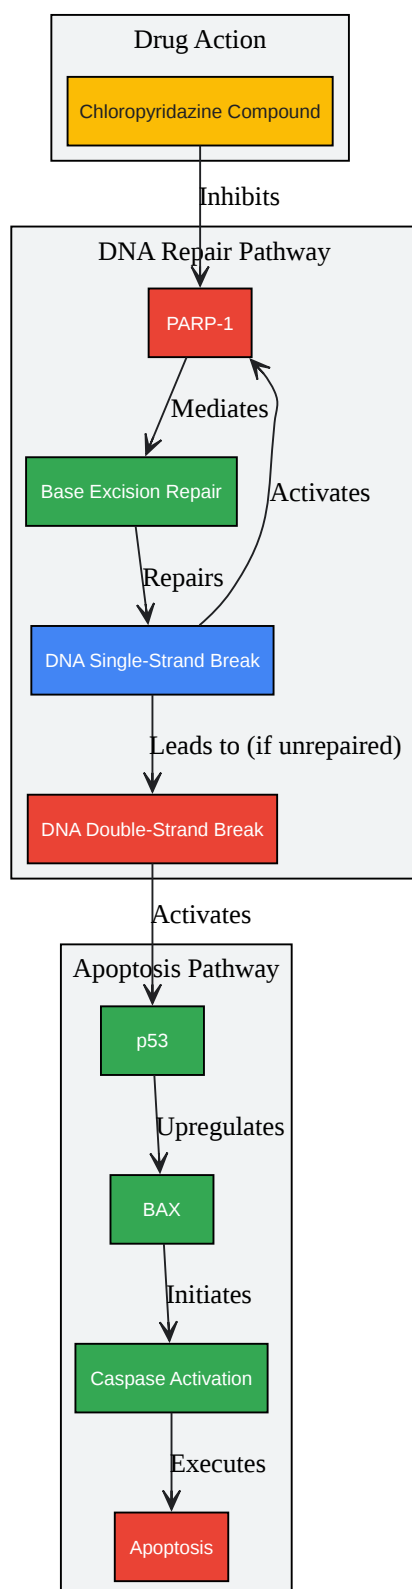 Drug Action
Chloropyridazine Compound
Inhibits
DNA Repair Pathway
PARP-1
Mediates
Base Excision Repair
Activates
Repairs
DNA Single-Strand Break
Leads to (if unrepaired)
DNA Double-Strand Break
Activates
Apoptosis Pathway
p53
Upregulates
BAX
Initiates
Caspase Activation
Executes
Apoptosis